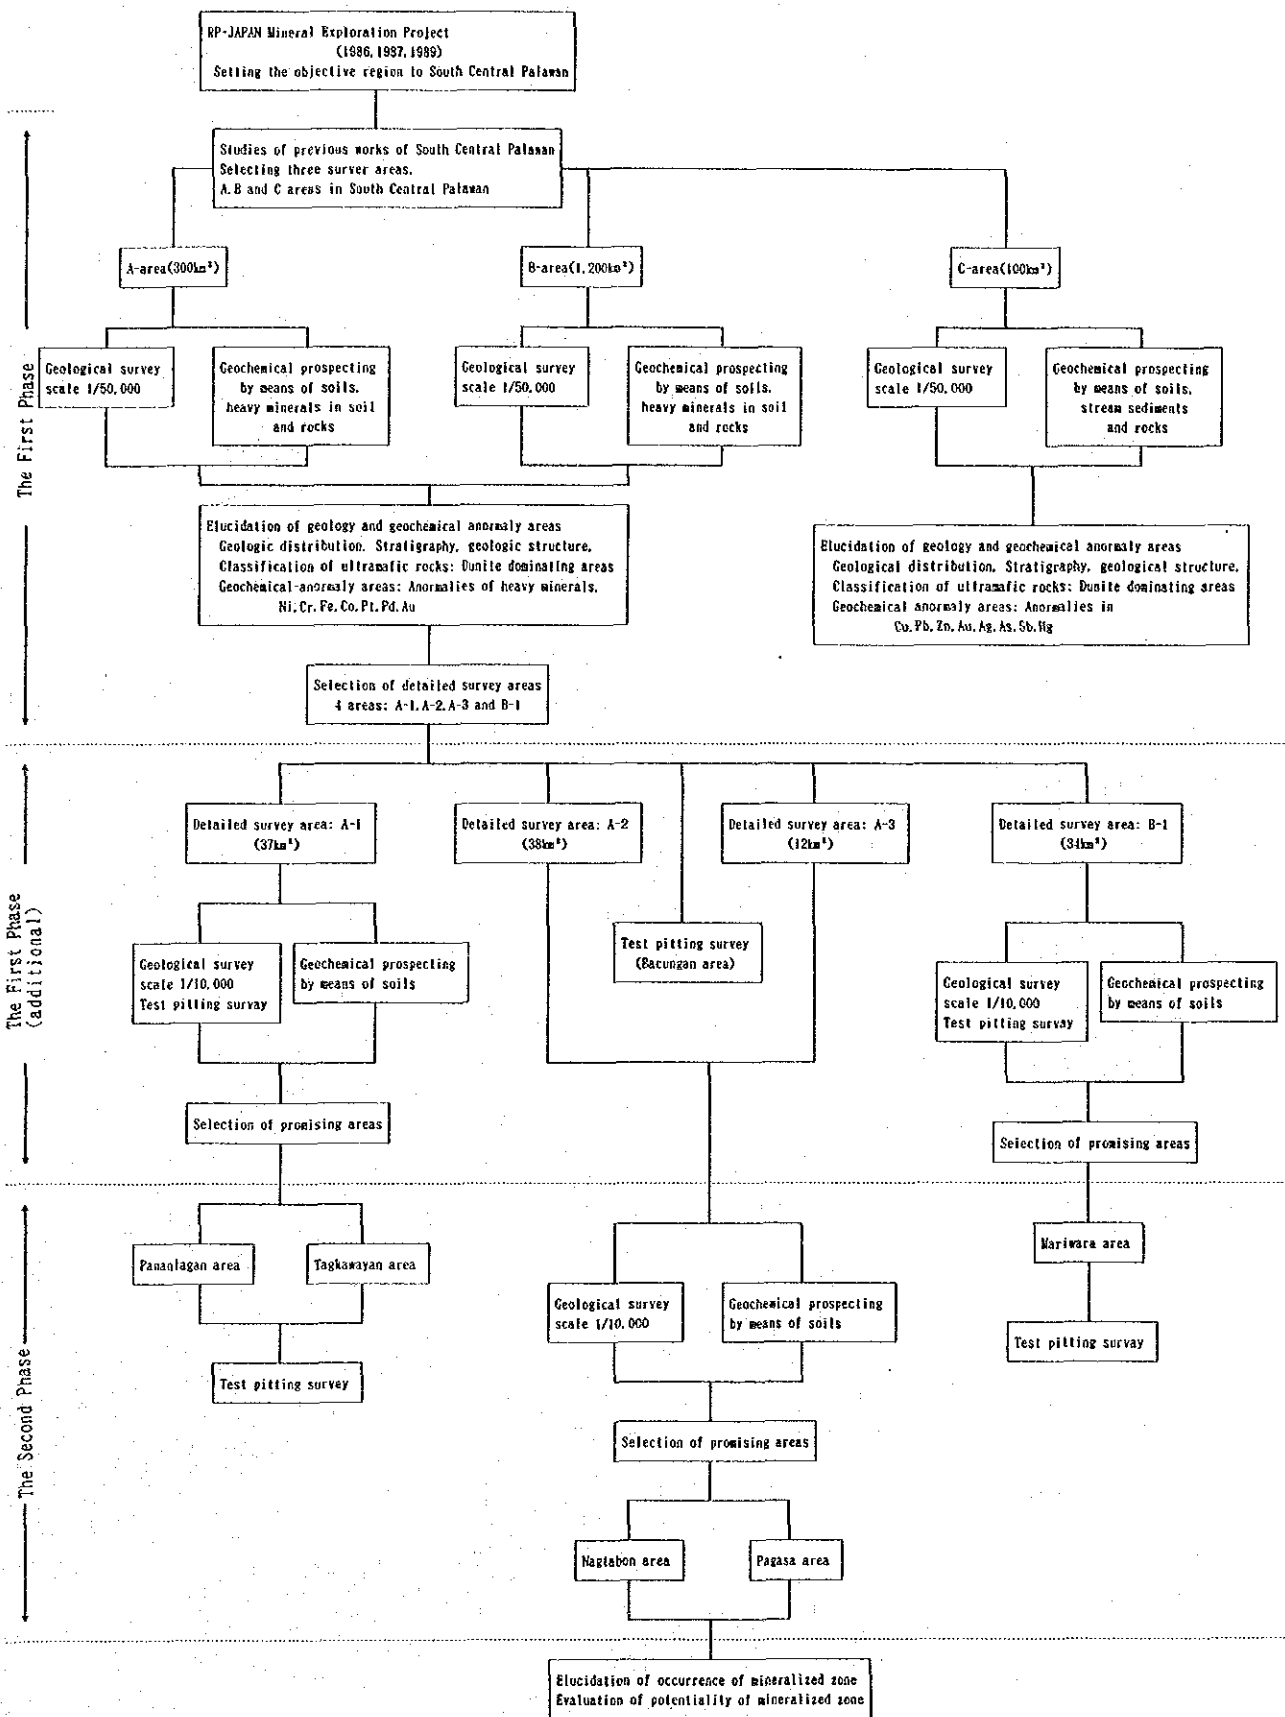 RP-JAPAN Mineral Exploration Project
(1986, 1987, 1989)
Setting the objective region to South Central Palawan
Studies of previous works of South Central Palawan
Selecting three surver areas.
A.B and C areas in South Central Palawan
A-area(300km²)
B-area(1,200km²)
C-area(100km²)
Geological survey
scale 1/50,000
Geochemical prospecting
by means of soils.
heavy minerals in soil
and rocks
Geological survey
scale 1/50,000
Geochemical prospecting
by means of soils.
heavy minerals in soil
and rocks
Geological survey
scale 1/50,000
Geochemical prospecting
by means of soils.
stream sediments
and rocks
The First Phase
Elucidation of geology and geochemical anomaly areas
Geologic distribution. Stratigraphy, geologic structure.
Classification of ultramafic rocks: Dunite dominating areas
Geochemical-anomaly areas: Anomalies of heavy minerals.
Ni. Cr. Fe. Co. Pt. Pd. Au
Elucidation of geology and geochemical anomaly areas
Geological distribution. Stratigraphy, geological structure.
Classification of ultramafic rocks: Dunite dominating areas
Geochemical anomaly areas: Anomalies in
Cu. Pb. Zn. Au. Ag. As. Sb. Hg
Selection of detailed survey areas
4 areas: A-1. A-2. A-3 and B-1
Detailed survey area: A-1
(37km²)
Detailed survey area: A-2
(38km²)
Detailed survey area: A-3
(12km²)
Detailed survey area: B-1
(34km²)
The First Phase
(additional)
Geological survey
scale 1/10,000
Test pitting survay
Geochemical prospecting
by means of soils
Test pitting survey
(Bacungan area)
Geological survey
scale 1/10,000
Test pitting survay
Geochemical prospecting
by means of soils
Selection of promising areas
Selection of promising areas
The Second Phase
Pananlagan area
Tagkawayan area
Mariwara area
Geological survey
scale 1/10,000
Geochemical prospecting
by means of soils
Test pitting survay
Test pitting survey
Selection of promising areas
Nagtabon area
Pagasa area
Elucidation of occurrence of mineralized zone
Evaluation of potentiality of mineralized zone